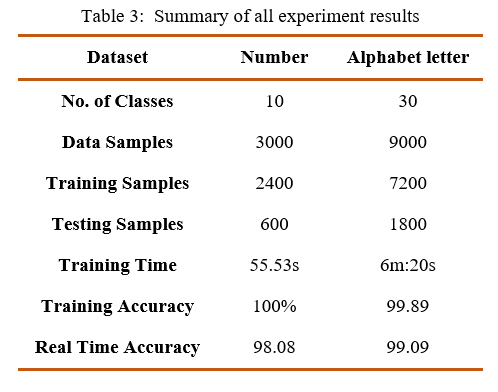 Table 3: Summary of all experiment results
Dataset Number Alphabet letter
No. of Classes 10 30
Data Samples 3000 9000
Training Samples 2400 7200
Testing Samples 600 1800
Training Time 55.53s 6m:20s
Training Accuracy 100% 99.89
Real Time Accuracy 98.08 99.09